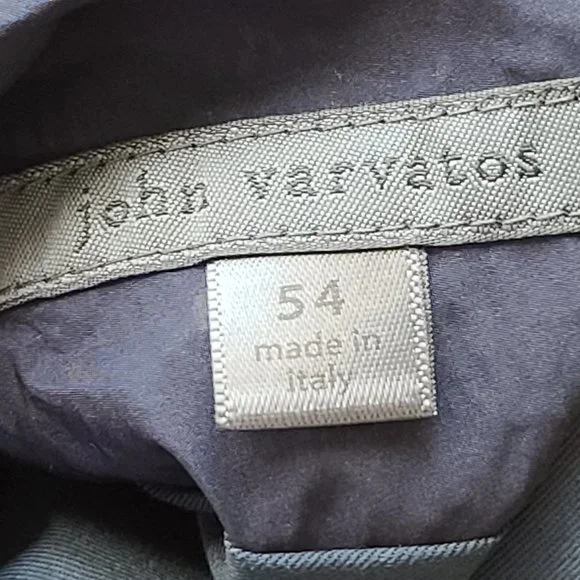 john varvatos
54
made in
italy